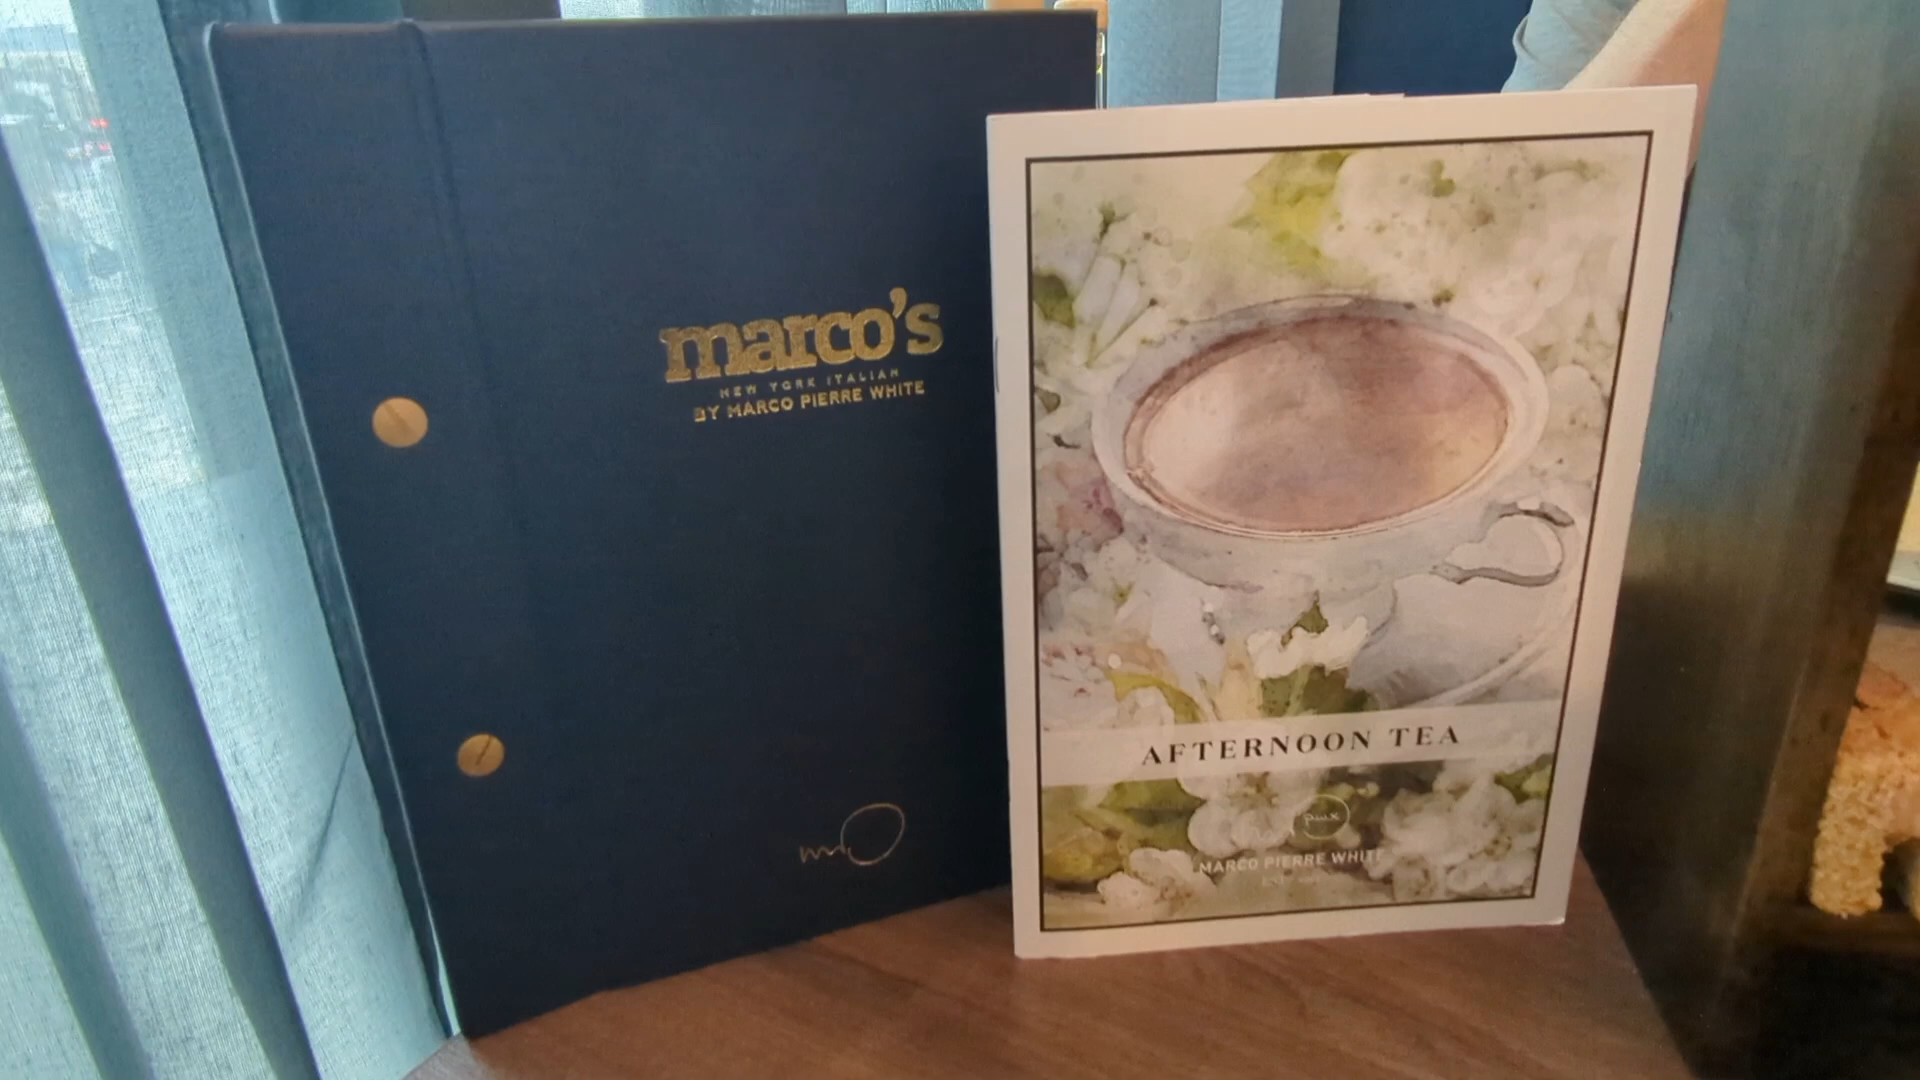 marco's
NEW YORK ITALIAN
BY MARCO PIERRE WHITE
AFTERNOON TEA
MARCO PIERRE WHITE